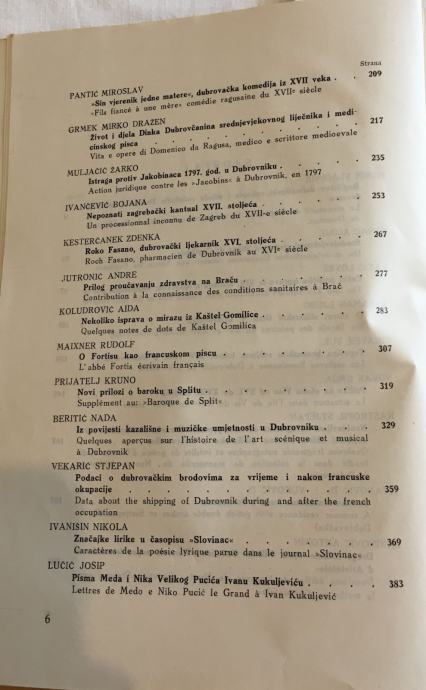 Strana
PANTIĆ MIROSLAV
»Sin vjerenik jedne matere«, dubrovačka komedija iz XVII veka . . 209
»Fils fiancé à une mère« comédie ragusaine du XVIIᵉ siècle
GRMEK MIRKO DRAŽEN
Život i djela Dinka Dubrovčanina srednjevjekovnog liječnika i medi-
cinskog pisca . . . . . . . . . . 217
Vita e opere di Domenico da Ragusa, medico e scrittore medioevale
MULJAČIĆ ŽARKO
Istraga protiv Jakobinaca 1797. god. u Dubrovniku . . . . . 235
Action juridique contre les »Jacobins« à Dubrovnik, en 1797
IVANČEVIĆ BOJANA
Nepoznati zagrebački kantual XVII. stoljeća . . . . . . 253
Un processionnal inconnu de Zagreb du XVII-e siècle
KESTERČANEK ZDENKA
Roko Fasano, dubrovački ljekarnik XVI. stoljeća . . . . . 267
Roch Fasano, pharmacien de Dubrovnik au XVIᵉ siècle
JUTRONIĆ ANDRE
Prilog proučavanju zdravstva na Braču . . . . . . 277
Contribution à la connaissance des conditions sanitaires à Brač
KOLUDROVIĆ AIDA
Nekoliko isprava o mirazu iz Kaštel-Gomilice . . . . . 283
Quelques notes de dots de Kaštel Gomilica
MAIXNER RUDOLF
O Fortisu kao francuskom piscu . . . . . . . 307
L'abbé Fortis écrivain français
PRIJATELJ KRUNO
Novi prilozi o baroku u Splitu . . . . . . . 319
Supplément au: »Baroque de Split«
BERITIĆ NADA
Iz povijesti kazališne i muzičke umjetnosti u Dubrovniku . . . 329
Quelques aperçus sur l'histoire de l'art scénique et musical
à Dubrovnik
VEKARIĆ STJEPAN
Podaci o dubrovačkim brodovima za vrijeme i nakon francuske
okupacije . . . . . . . . . . 359
Data about the shipping of Dubrovnik during and after the french
occupation
IVANIŠIN NIKOLA
Značajke lirike u časopisu »Slovinac« . . . . . . 369
Caractères de la poésie lyrique parue dans le journal »Slovinac«
LUČIĆ JOSIP
Pisma Meda i Nika Velikog Pucića Ivanu Kukuljeviću . . . . 383
Lettres de Medo e Niko Pucić le Grand à Ivan Kukuljević
6